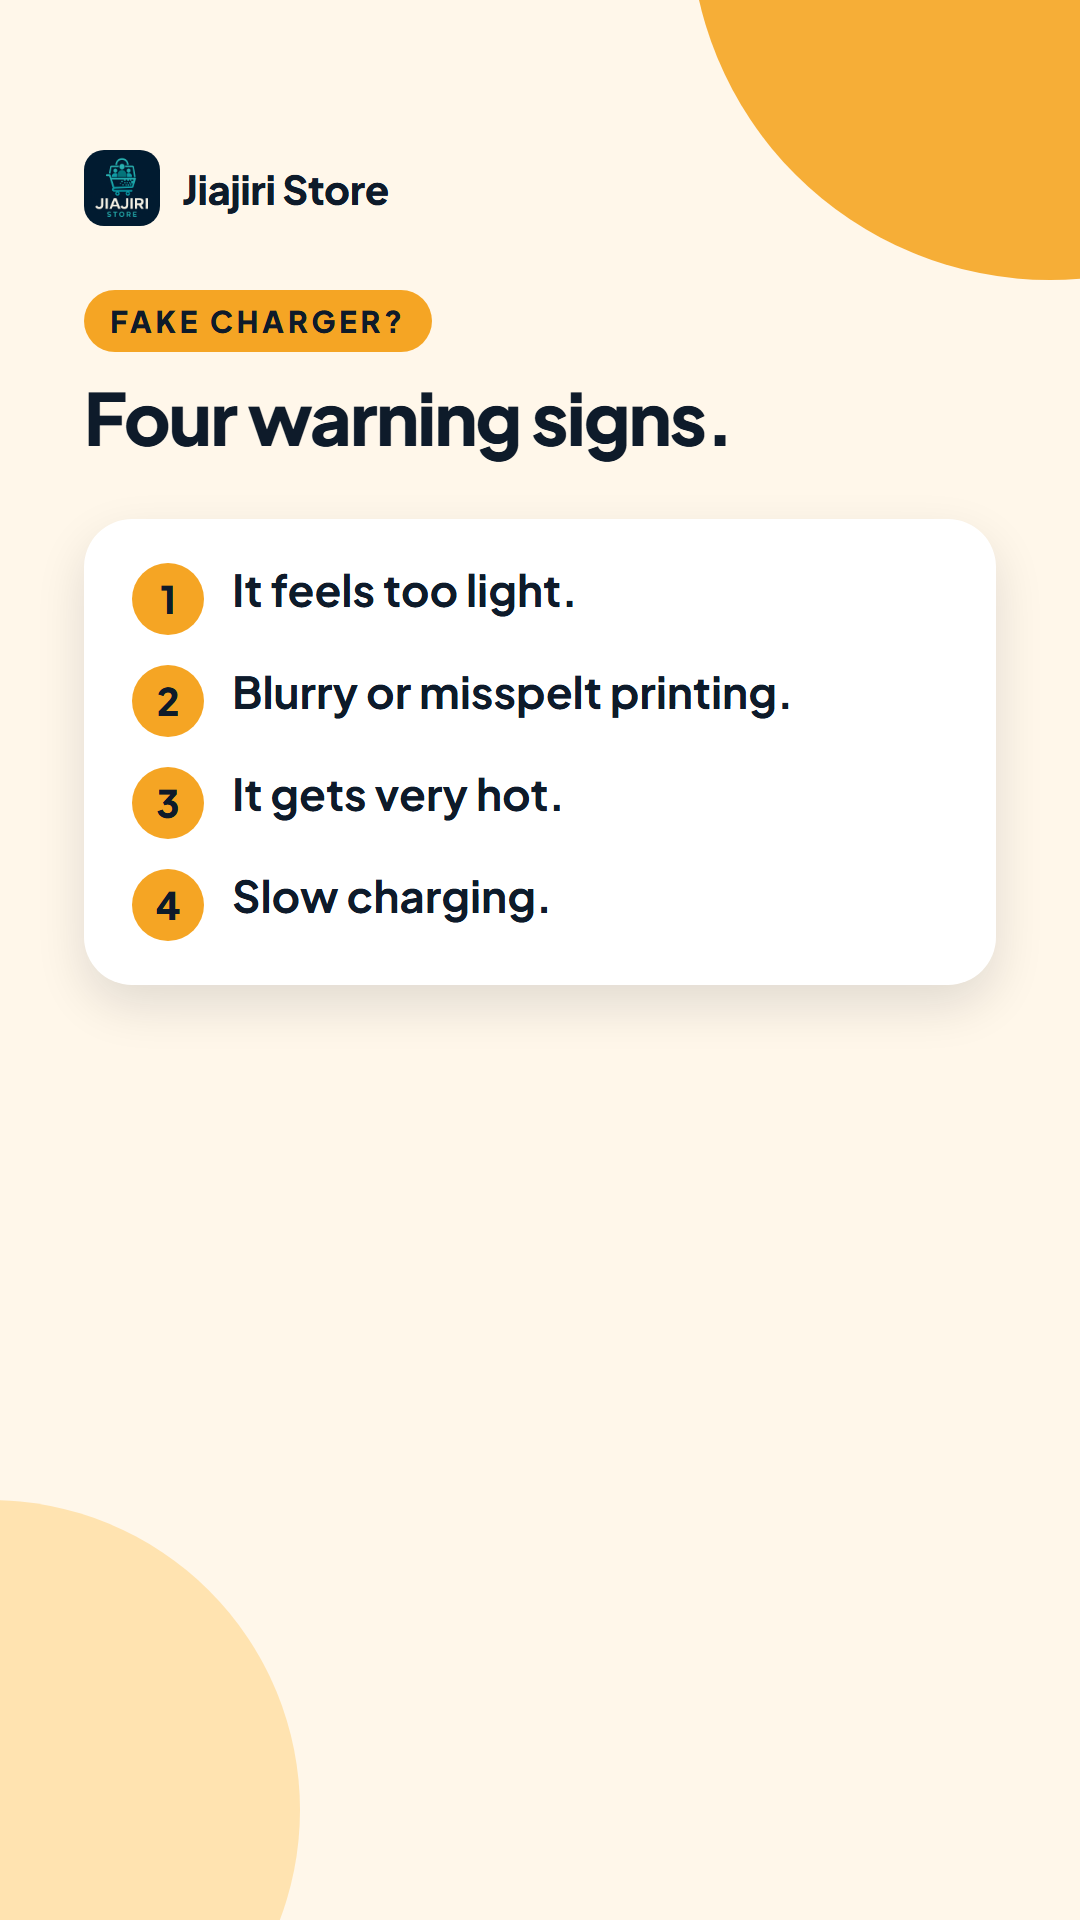 JIAJIRI
STORE
Jiajiri Store
FAKE CHARGER?
Four warning signs.
1 It feels too light.
2 Blurry or misspelt printing.
3 It gets very hot.
4 Slow charging.